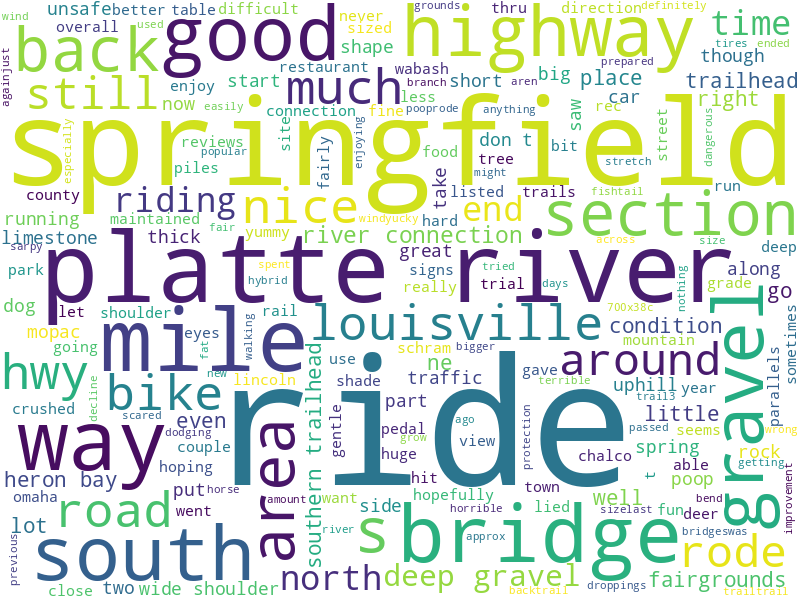 wind
unsafe
better
table
difficult
grounds
definitely
used
never
sized
thru
direction
overall
tires
ended
back
good
highway
time
shape
restaurant
prepared
though
againjust
enjoy
wabash
short
big
place
trailhead
still
start
now
easily
much
branch
aren
less
car
connection
pooprode
anything
fine
rec
right
springfield
especially
reviews
popular
piles
site
fairly
enjoying
food
don t
tree
might
bit
saw
stretch
street
dangerous
run
county
riding
nice
take
listed
trails
fishtail
end
section
running
maintained
fair
windyucky
hard
limestone
thick
yummy
river connection
great
across
size
deep
sarpy
park
platte river
signs
really
trial
along
spent
tried
days
nothing
grade
go
let
shoulder
hybrid
rail
dog
mopac
mile
eyes
walking
louisville
700x38c
condition
mountain
gravel
parallels
sometimes
going
schram
bigger
ne
hwy
fat
new
use
traffic
gave
around
crushed
decline
bike
lincoln
shade
terrible
uphill
year
scared
ride
part
trail3
little
way
dodging
even
area
southern trailhead
gentle
pedal
ago
view
protection
passed
seems
wrong
couple
grow
huge
chalco
spring
rock
getting
hoping
able
heron bay
put
horse
hit
town
t
poop
omaha
went
amount
want
hopefully
lied
well
deer
bend
improvement
lot
road
s
side
horrible
sizelast
fun
bridgeswas
previous
south
river
approx
bridge
rode
north
deep gravel
fairgrounds
close
two
wide shoulder
backtrail
droppings
trailtrail